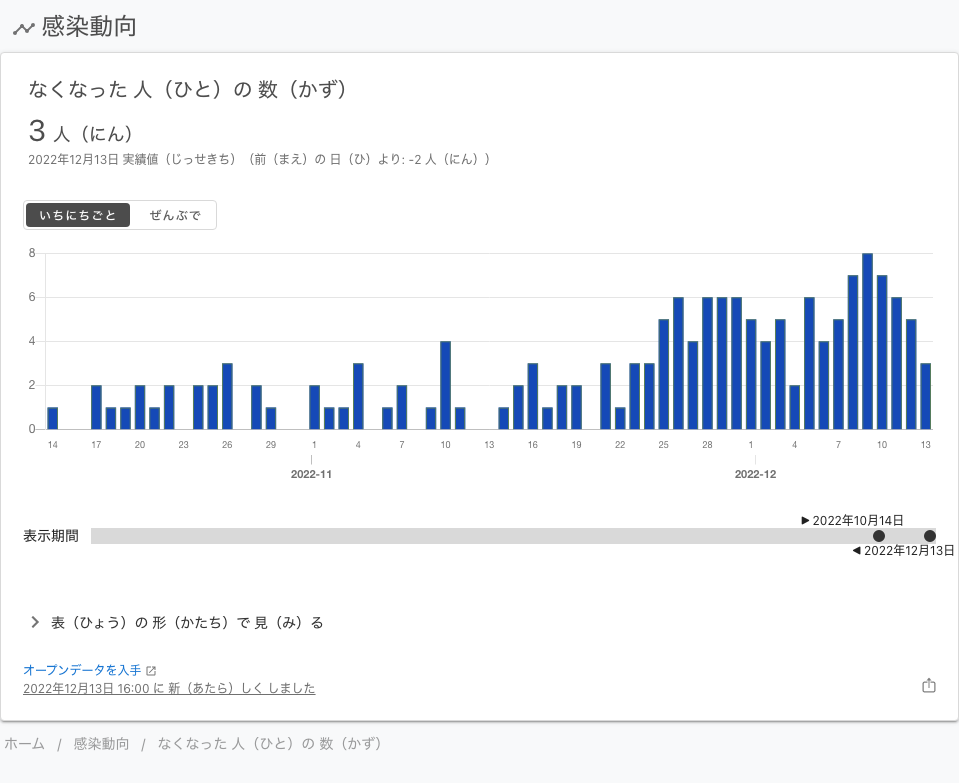 感染動向
なくなった 人（ひと）の 数（かず）
3 人（にん）
2022年12月13日 実績値（じっせきち）（前（まえ）の 日（ひ）より: -2 人（にん））
いちにちごと ぜんぶで
8
6
4
2
0
14 17 20 23 26 29 1 4 7 10 13 16 19 22 25 28 1 4 7 10 13
2022-11 2022-12
▶ 2022年10月14日
表示期間
◀ 2022年12月13日
表（ひょう）の 形（かたち）で 見（み）る
オープンデータを入手
2022年12月13日 16:00 に 新（あたら）しく しました
ホーム / 感染動向 / なくなった 人（ひと）の 数（かず）